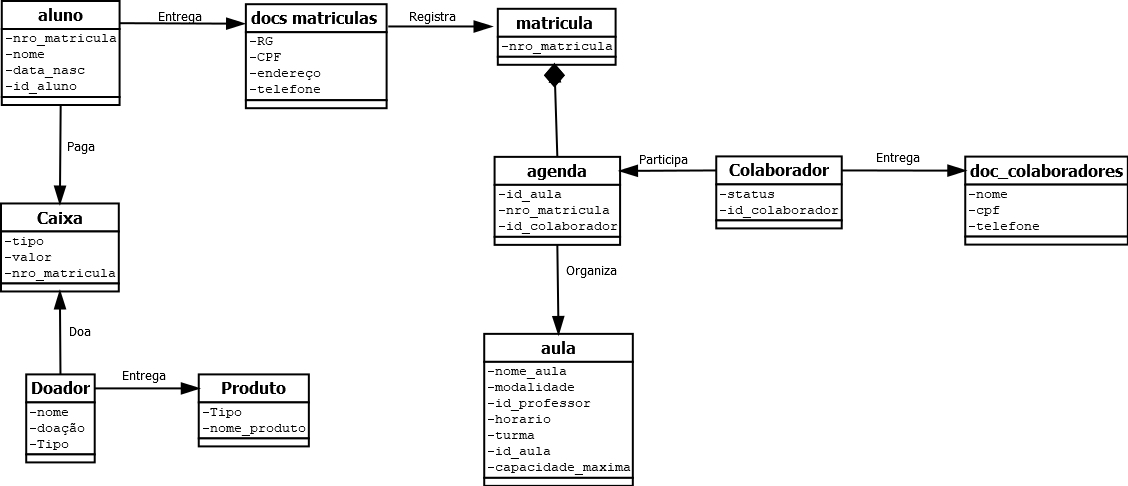 aluno
-nro_matricula
-nome
-data_nasc
-id_aluno
Entrega
docs matriculas
-RG
-CPF
-endereço
-telefone
Registra
matricula
-nro_matricula
Paga
Caixa
-tipo
-valor
-nro_matricula
agenda
-id_aula
-nro_matricula
-id_colaborador
Participa
Colaborador
-status
-id_colaborador
Entrega
doc_colaboradores
-nome
-cpf
-telefone
Organiza
Doa
Doador
-nome
-doação
-Tipo
Entrega
Produto
-Tipo
-nome_produto
aula
-nome_aula
-modalidade
-id_professor
-horario
-turma
-id_aula
-capacidade_maxima